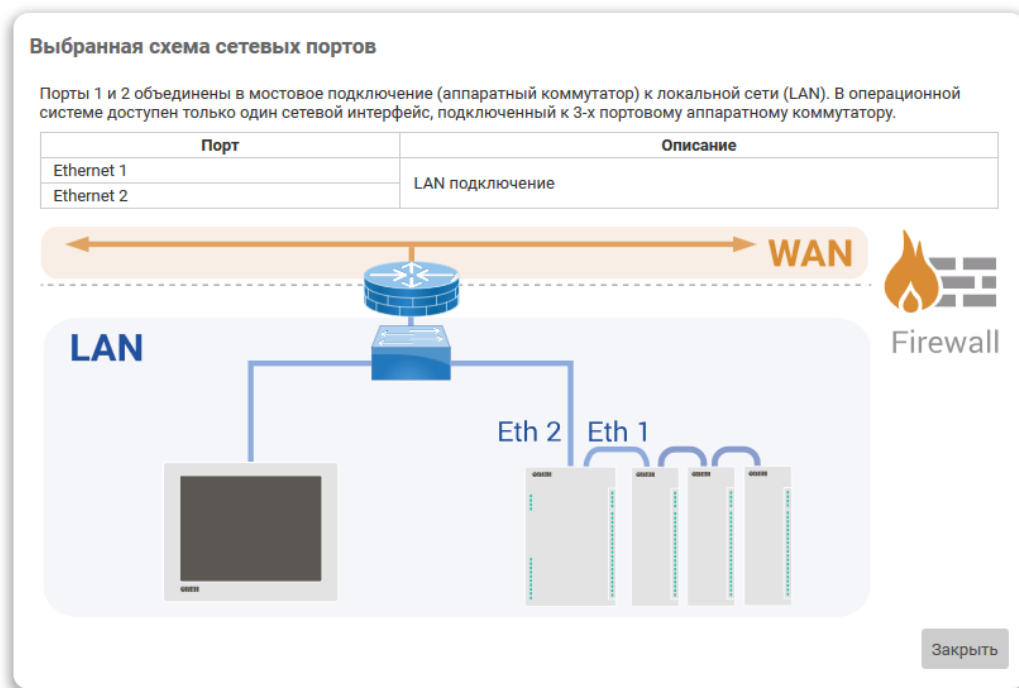 Выбранная схема сетевых портов
Порты 1 и 2 объединены в мостовое подключение (аппаратный коммутатор) к локальной сети (LAN). В операционной
системе доступен только один сетевой интерфейс, подключенный к 3-х портовому аппаратному коммутатору.
Порт Описание
Ethernet 1
LAN подключение
Ethernet 2
WAN
Firewall
LAN
Eth 2 Eth 1
Закрыть